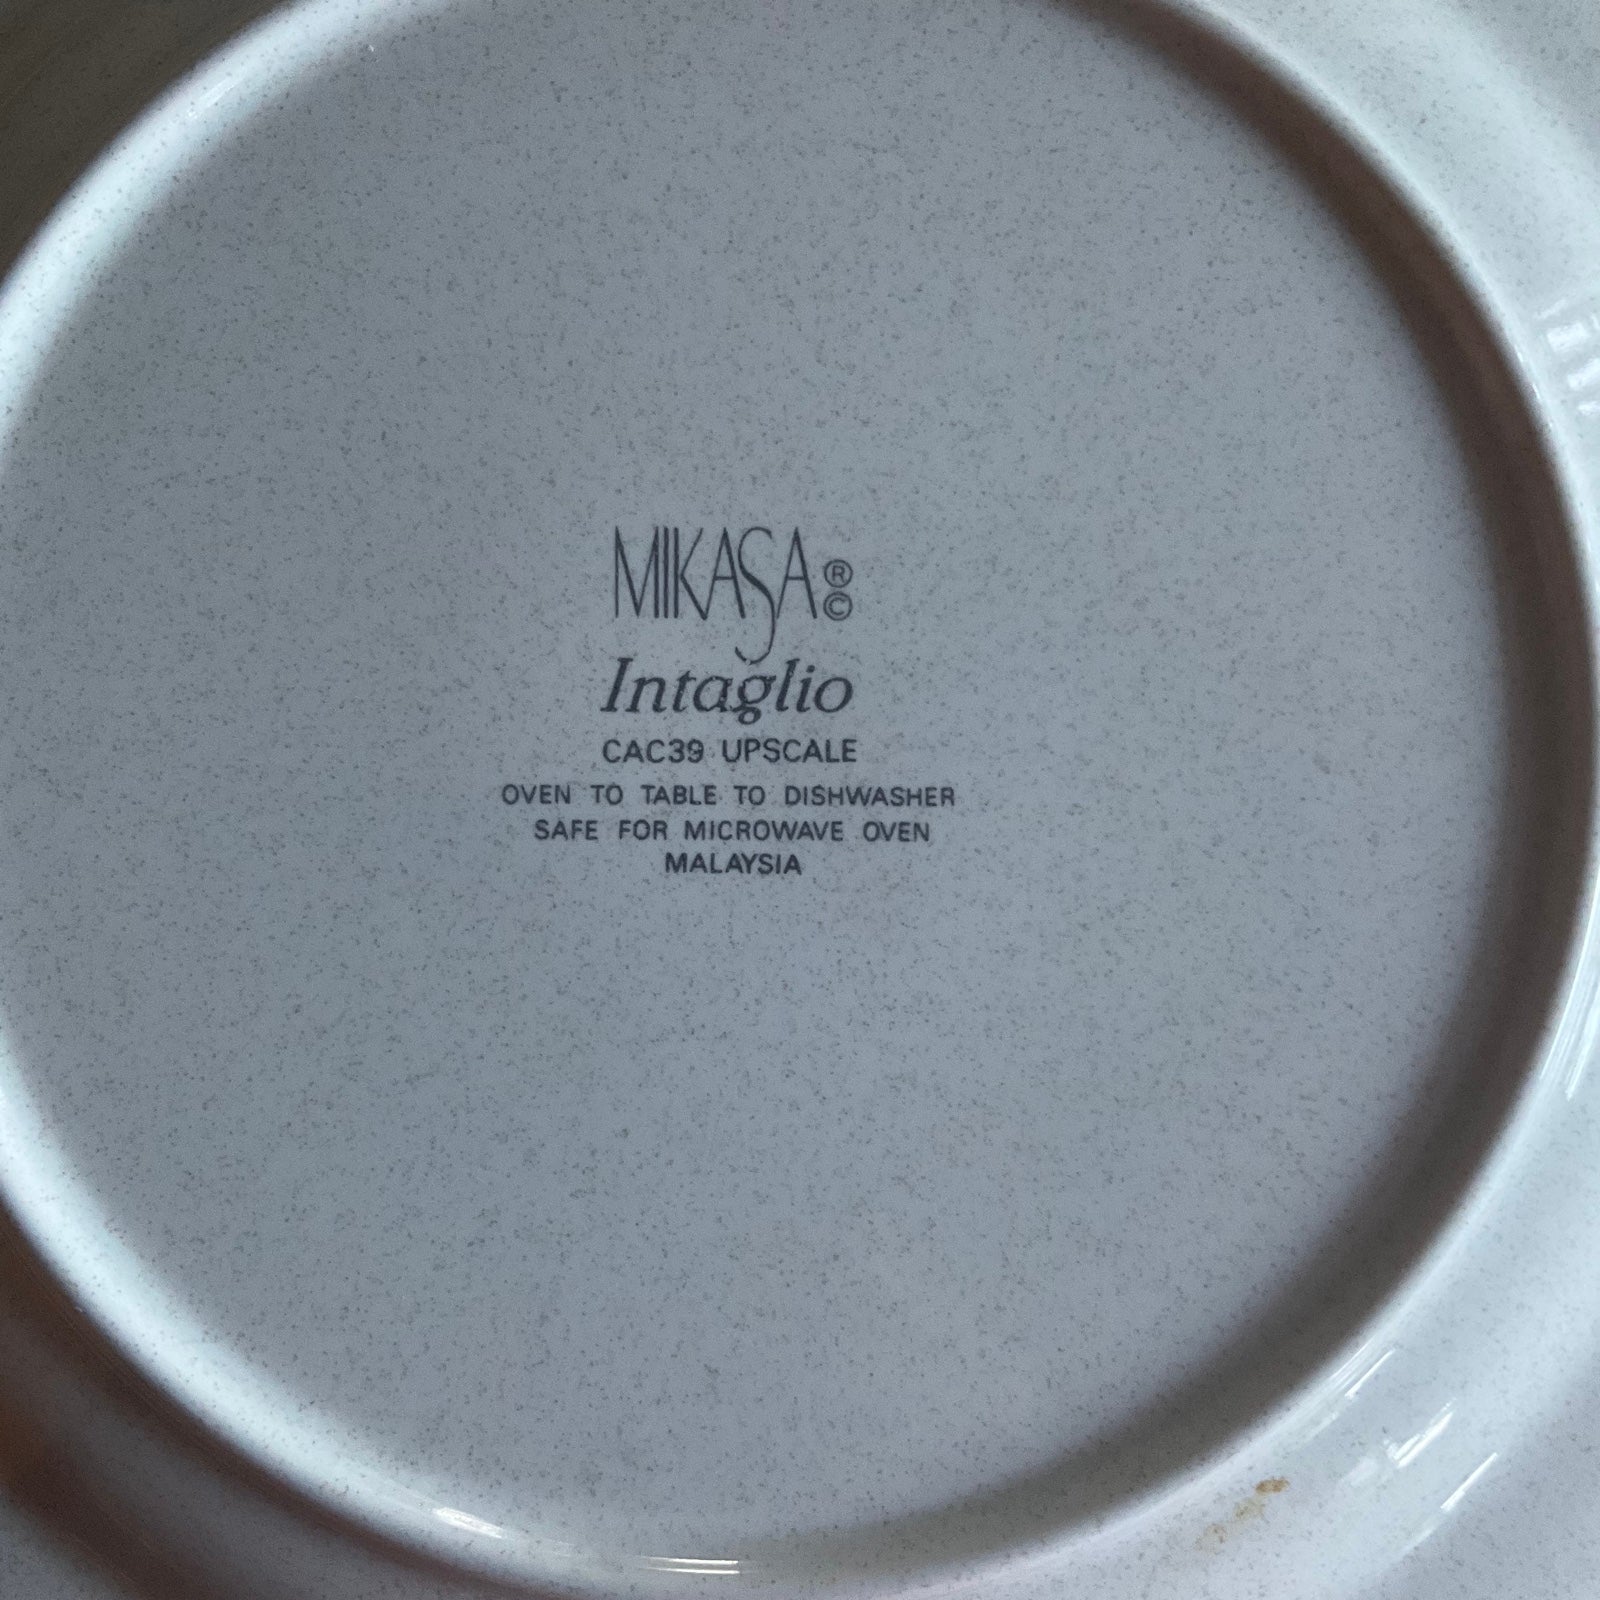 MIKASA ®
©
Intaglio
CAC39 UPSCALE
OVEN TO TABLE TO DISHWASHER
SAFE FOR MICROWAVE OVEN
MALAYSIA